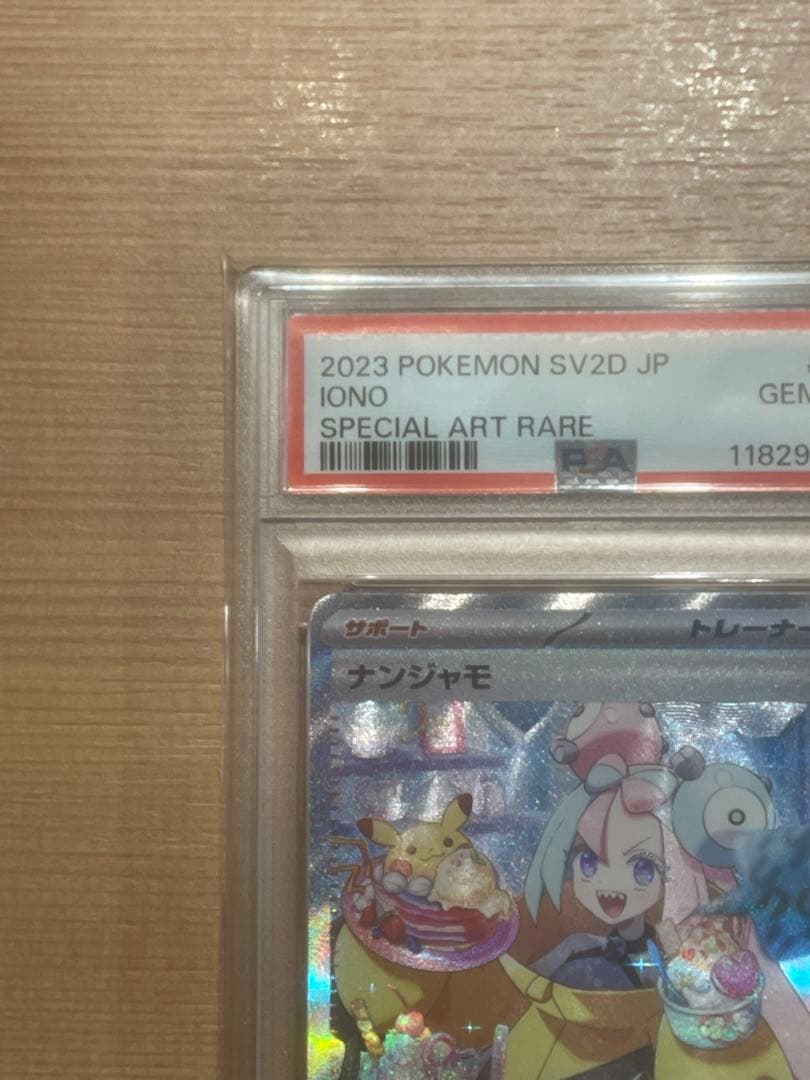 2023 POKEMON SV2D JP
IONO
GEM
SPECIAL ART RARE
PSA
11829
サポート
トレーナー
ナンジャモ